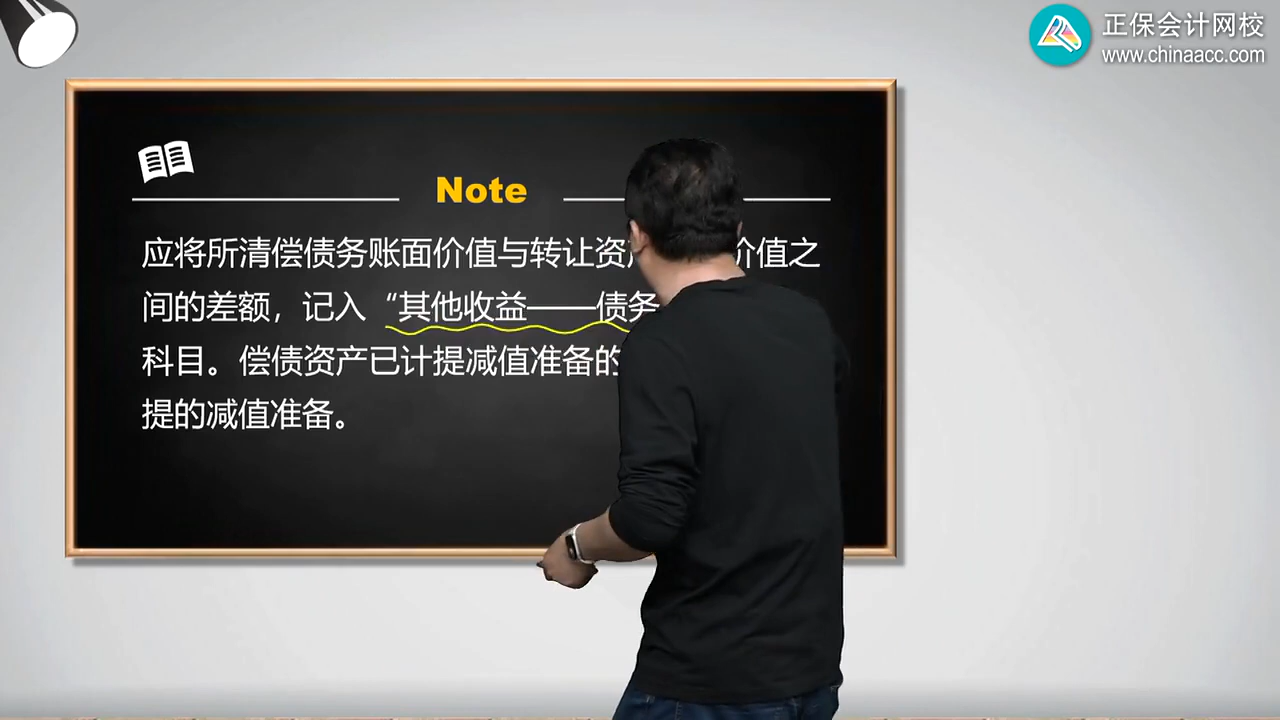 正保会计网校
www.chinaacc.com
Note
应将所清偿债务账面价值与转让资 价值之
间的差额，记入“其他收益——债务
科目。偿债资产已计提减值准备的
提的减值准备。